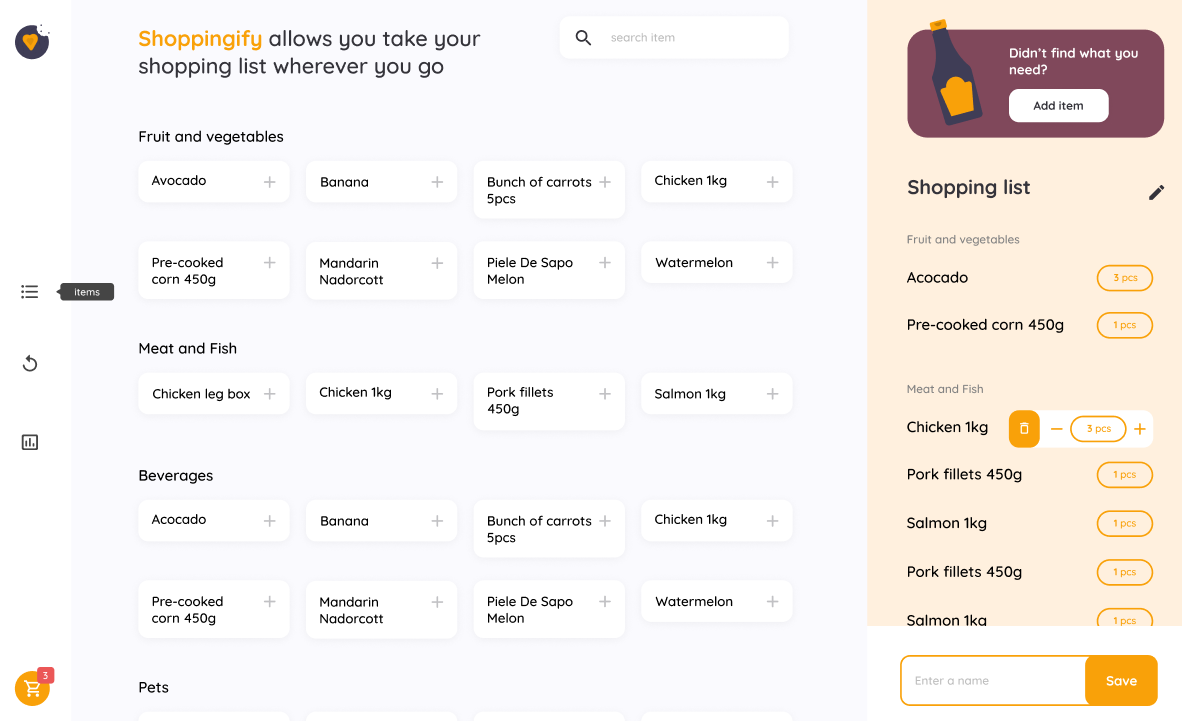 Shoppingify allows you take your
shopping list wherever you go
search item
Fruit and vegetables
Avocado
Banana
Bunch of carrots
5pcs
Chicken 1kg
Pre-cooked
corn 450g
Mandarin
Nadorcott
Piele De Sapo
Melon
Watermelon
items
Meat and Fish
Chicken leg box
Chicken 1kg
Pork fillets
450g
Salmon 1kg
Beverages
Acocado
Banana
Bunch of carrots
5pcs
Chicken 1kg
Pre-cooked
corn 450g
Mandarin
Nadorcott
Piele De Sapo
Melon
Watermelon
Pets
3
Didn't find what you
need?
Add item
Shopping list
Fruit and vegetables
Acocado
3 pcs
Pre-cooked corn 450g
1 pcs
Meat and Fish
Chicken 1kg
3 pcs
Pork fillets 450g
1 pcs
Salmon 1kg
1 pcs
Pork fillets 450g
1 pcs
Salmon 1kg
1 pcs
Enter a name
Save